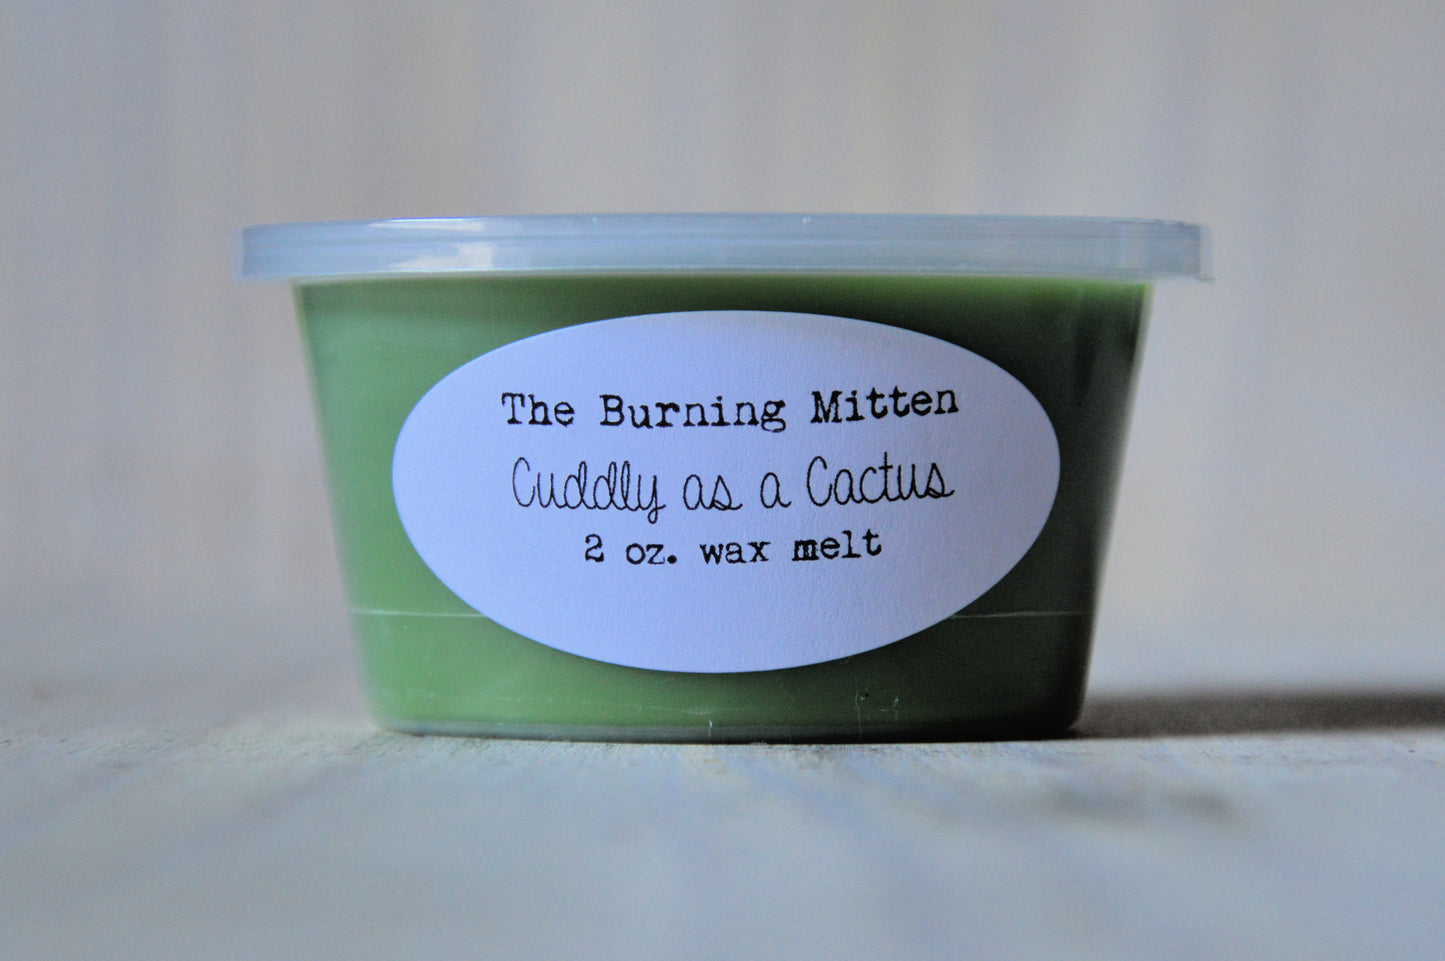 The Burning Mitten
Cuddly as a Cactus
2 oz. wax melt